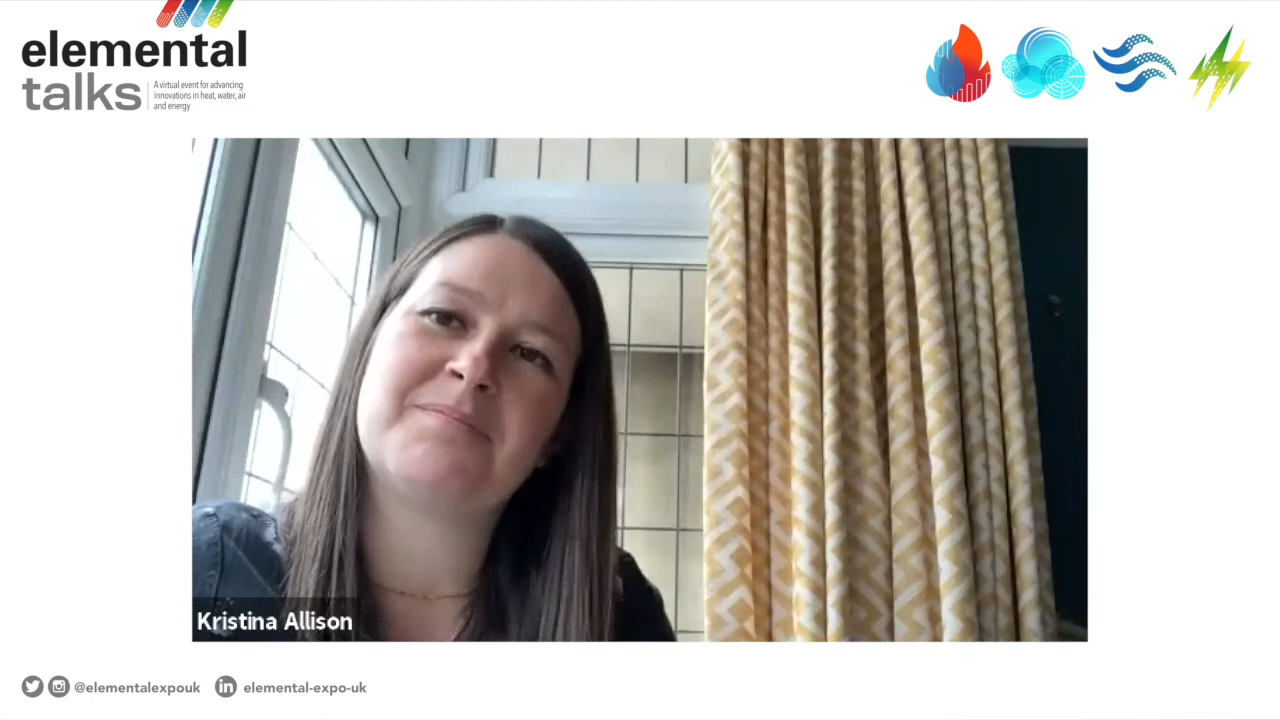 elemental
talks
A virtual event for advancing
innovations in heat, water, air
and energy
Kristina Allison
@elementalexpouk
elemental-expo-uk